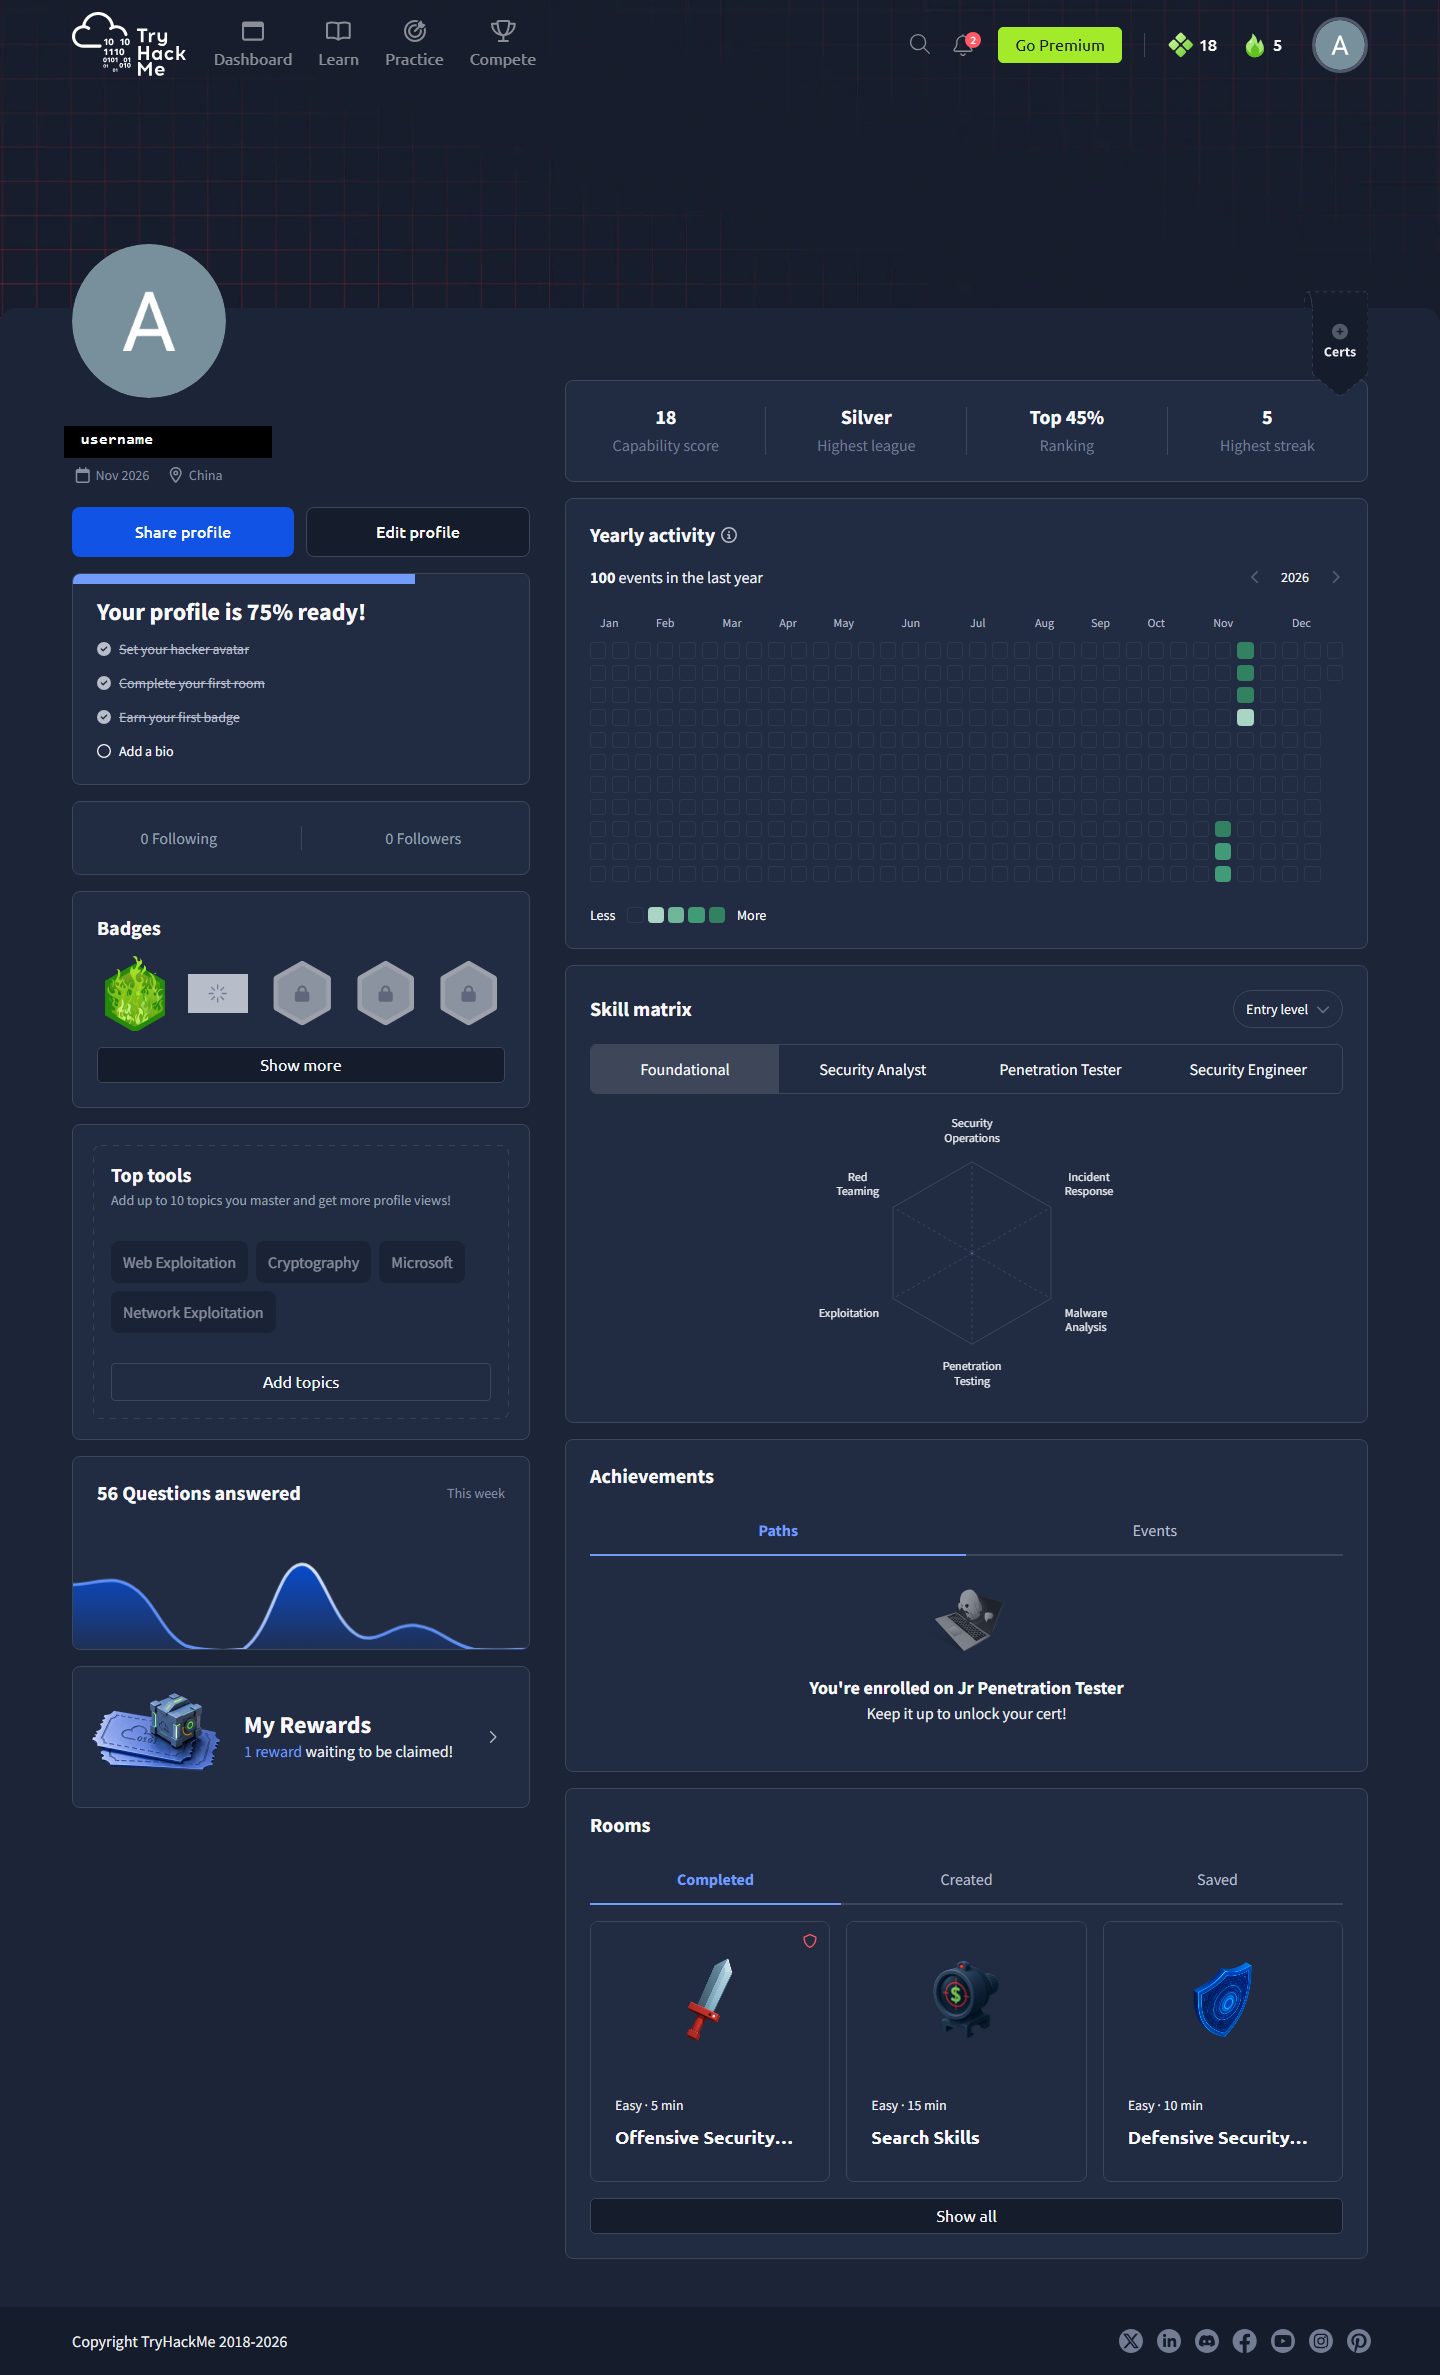 Try
Hack
Me
Dashboard
Learn
Practice
Compete
2
Go Premium
18
5
A
A
Certs
username
Nov 2026
China
Share profile
Edit profile
Your profile is 75% ready!
Set your hacker avatar
Complete your first room
Earn your first badge
Add a bio
0 Following
0 Followers
Badges
Show more
Top tools
Add up to 10 topics you master and get more profile views!
Web Exploitation
Cryptography
Microsoft
Network Exploitation
Add topics
56 Questions answered
This week
My Rewards
1 reward waiting to be claimed!
18
Capability score
Silver
Highest league
Top 45%
Ranking
5
Highest streak
Yearly activity
100 events in the last year
2026
Jan
Feb
Mar
Apr
May
Jun
Jul
Aug
Sep
Oct
Nov
Dec
Less
More
Skill matrix
Entry level
Foundational
Security Analyst
Penetration Tester
Security Engineer
Security
Operations
Red
Teaming
Incident
Response
Exploitation
Malware
Analysis
Penetration
Testing
Achievements
Paths
Events
You're enrolled on Jr Penetration Tester
Keep it up to unlock your cert!
Rooms
Completed
Created
Saved
Easy · 5 min
Offensive Security...
Easy · 15 min
Search Skills
Easy · 10 min
Defensive Security...
Show all
Copyright TryHackMe 2018-2026